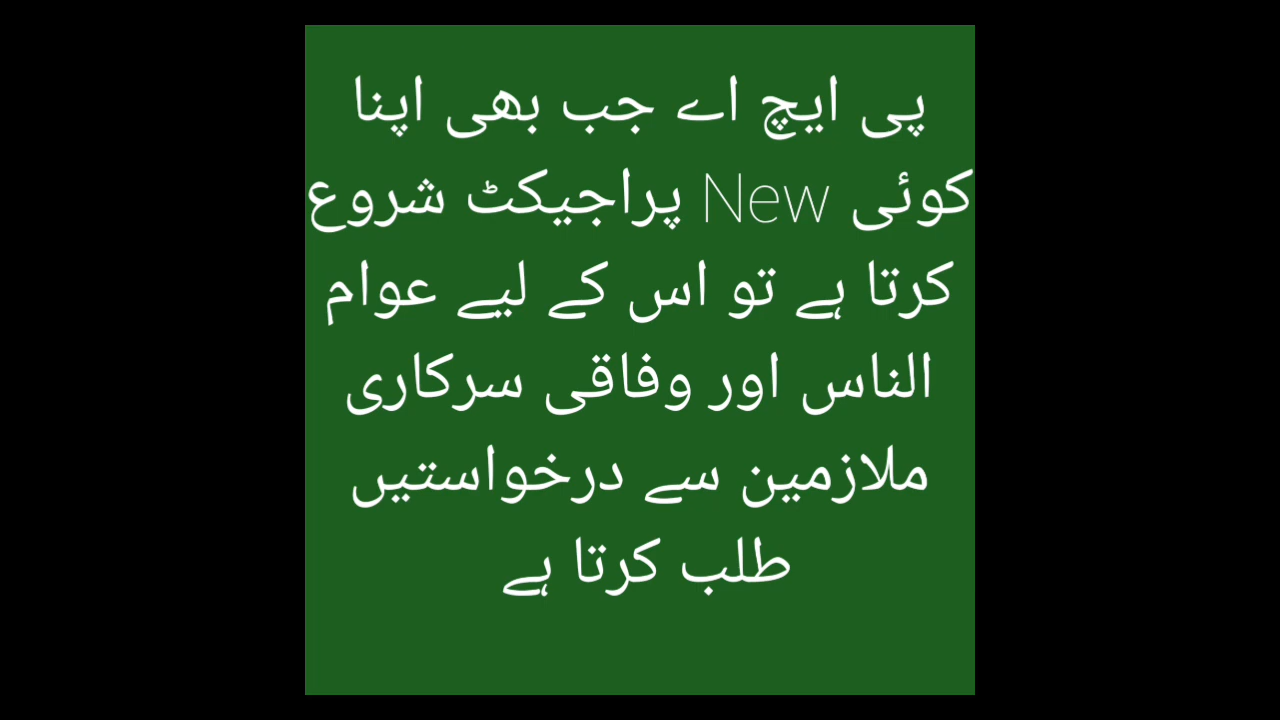 پی ایچ اے جب بھی اپنا
کوئی New پراجیکٹ شروع
کرتا ہے تو اس کے لیے عوام
الناس اور وفاقی سرکاری
ملازمین سے درخواستیں
طلب کرتا ہے